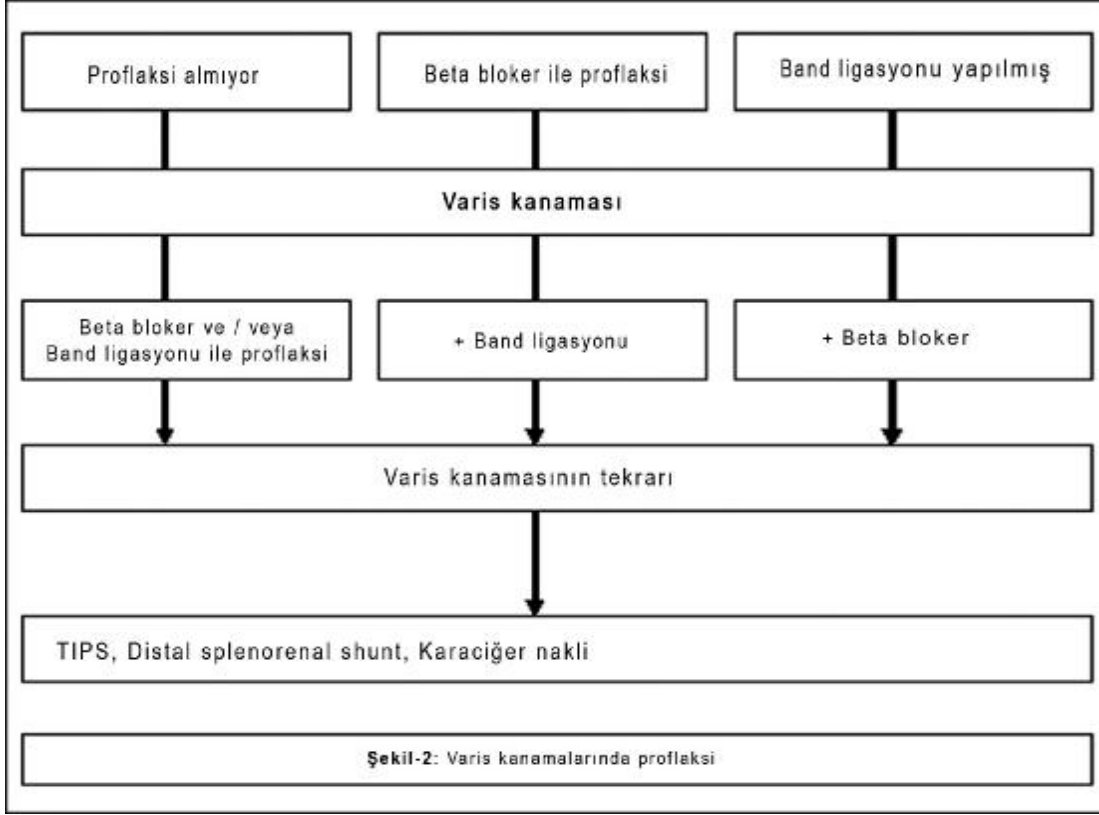 Proflaksi almıyor
Beta bloker ile proflaksi
Band ligasyonu yapılmış
Varis kanaması
Beta bloker ve / veya
Band ligasyonu ile proflaksi
+ Band ligasyonu
+ Beta bloker
Varis kanamasının tekrarı
TIPS, Distal splenorenal shunt, Karaciğer nakli
Şekil-2: Varis kanamalarında proflaksi